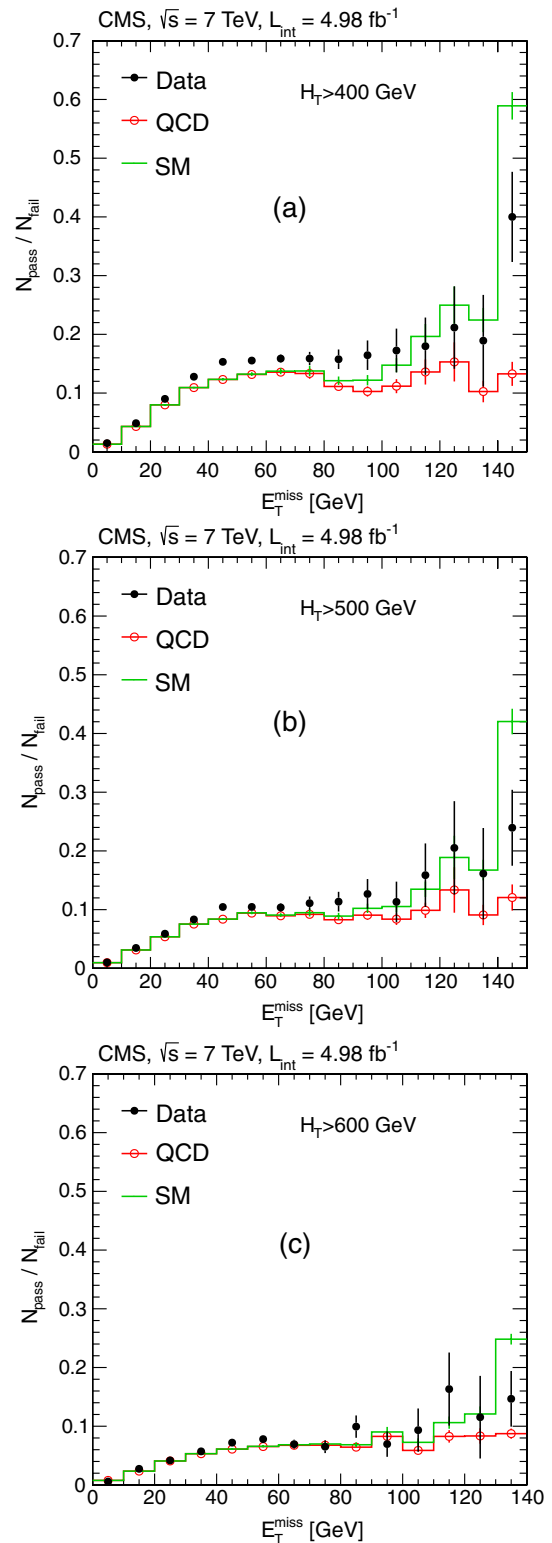 CMS, √s = 7 TeV, L_int = 4.98 fb⁻¹
0.7
0.6
0.5
0.4
0.3
0.2
0.1
0
N_pass / N_fail
Data
QCD
SM
H_T>400 GeV
(a)
0 20 40 60 80 100 120 140
E_T^miss [GeV]
CMS, √s = 7 TeV, L_int = 4.98 fb⁻¹
0.7
0.6
0.5
0.4
0.3
0.2
0.1
0
N_pass / N_fail
Data
QCD
SM
H_T>500 GeV
(b)
0 20 40 60 80 100 120 140
E_T^miss [GeV]
CMS, √s = 7 TeV, L_int = 4.98 fb⁻¹
0.7
0.6
0.5
0.4
0.3
0.2
0.1
0
N_pass / N_fail
Data
QCD
SM
H_T>600 GeV
(c)
0 20 40 60 80 100 120 140
E_T^miss [GeV]